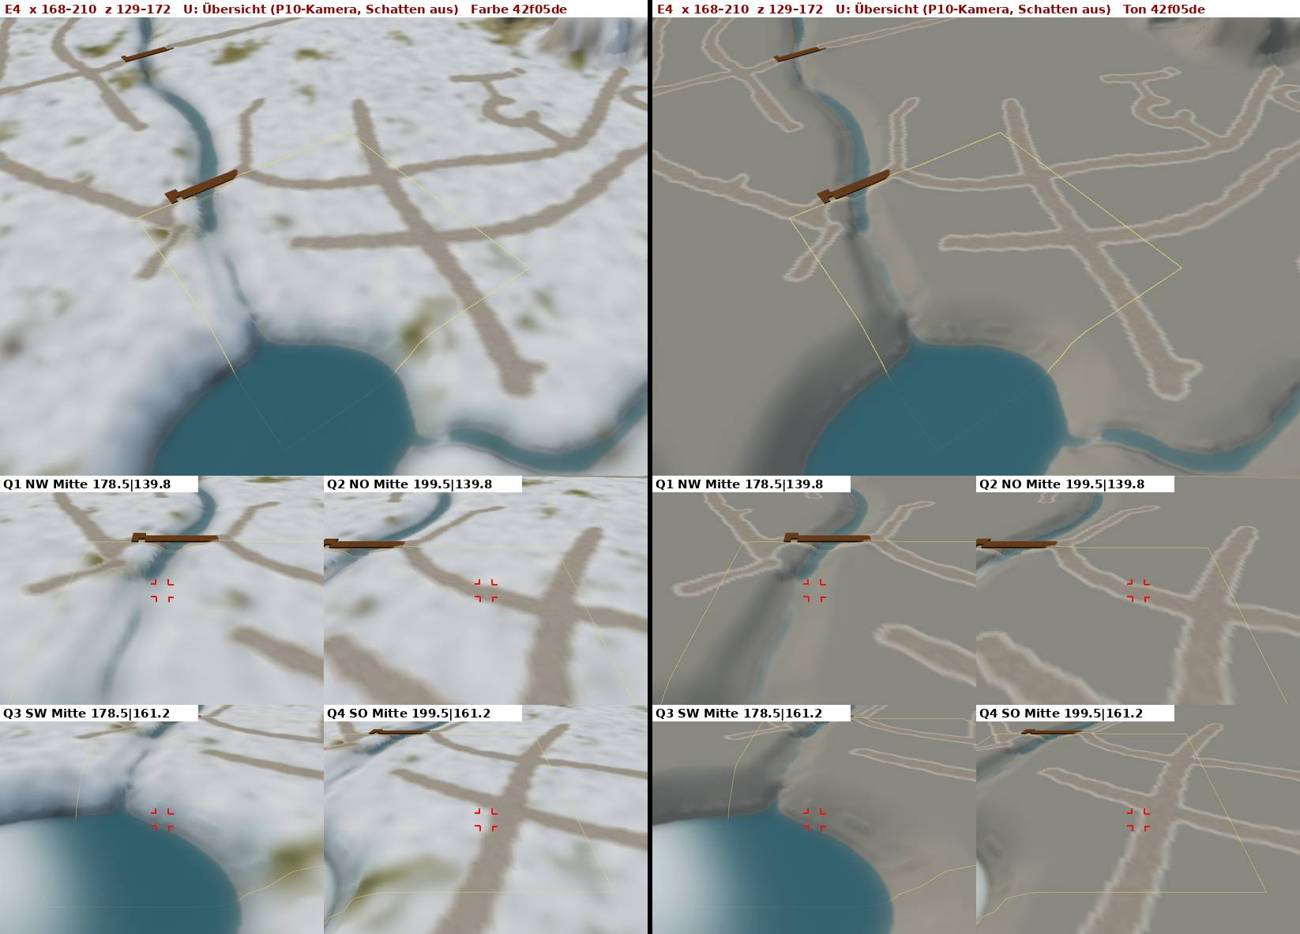 E4 x 168–210 z 129–172 U: Übersicht (P10-Kamera, Schatten aus) Farbe 42f05de
E4 x 168–210 z 129–172 U: Übersicht (P10-Kamera, Schatten aus) Ton 42f05de
Q1 NW Mitte 178.5|139.8
Q2 NO Mitte 199.5|139.8
Q1 NW Mitte 178.5|139.8
Q2 NO Mitte 199.5|139.8
Q3 SW Mitte 178.5|161.2
Q4 SO Mitte 199.5|161.2
Q3 SW Mitte 178.5|161.2
Q4 SO Mitte 199.5|161.2